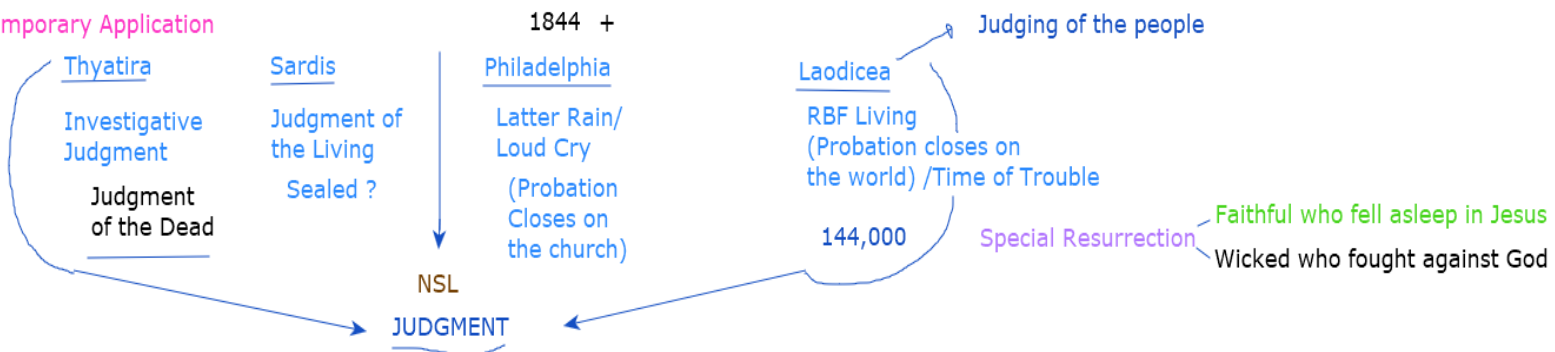 mporary Application
1844 +
Judging of the people
Thyatira
Sardis
Philadelphia
Laodicea
Investigative
Judgment
Judgment
of the Dead
Judgment of
the Living
Sealed ?
Latter Rain/
Loud Cry
(Probation
Closes on
the church)
RBF Living
(Probation closes on
the world) /Time of Trouble
144,000
Special Resurrection
Faithful who fell asleep in Jesus
Wicked who fought against God
NSL
JUDGMENT